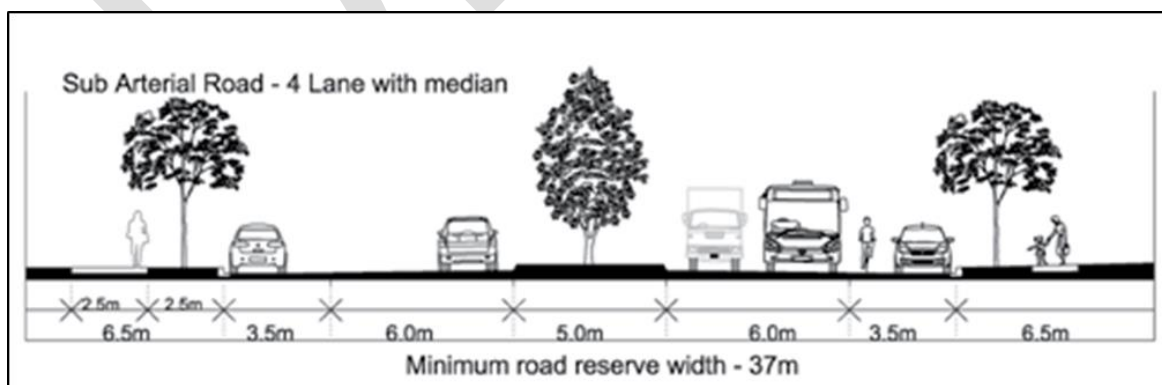 Sub Arterial Road - 4 Lane with median
2.5m 2.5m
6.5m 3.5m 6.0m 5.0m 6.0m 3.5m 6.5m
Minimum road reserve width - 37m